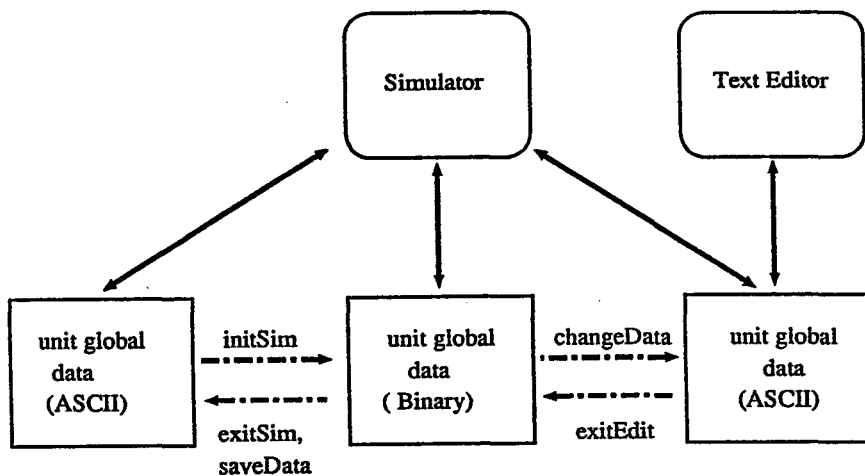 Simulator
Text Editor
unit global
data
(ASCII)
initSim
exitSim,
saveData
unit global
data
( Binary)
changeData
exitEdit
unit global
data
(ASCII)